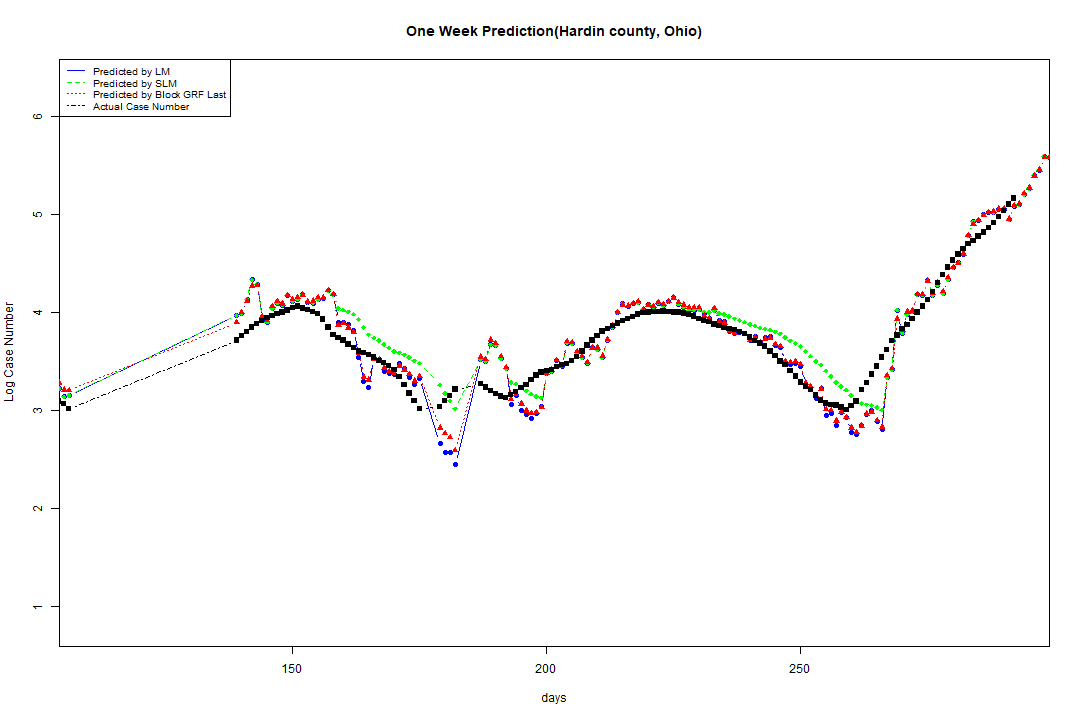 One Week Prediction(Hardin county, Ohio)
Predicted by LM
Predicted by SLM
Predicted by Block GRF Last
Actual Case Number
6
5
4
3
2
1
Log Case Number
150
200
250
days